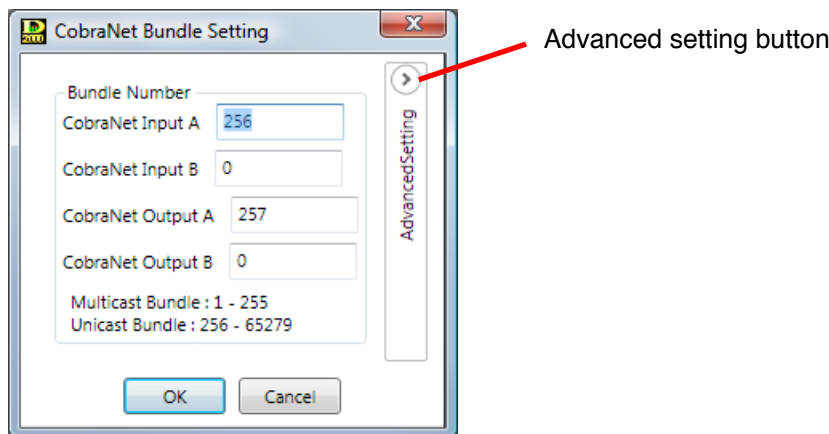 CobraNet Bundle Setting
Advanced setting button
Bundle Number
CobraNet Input A 256
CobraNet Input B 0
CobraNet Output A 257
CobraNet Output B 0
Multicast Bundle : 1 - 255
Unicast Bundle : 256 - 65279
AdvancedSetting
OK Cancel